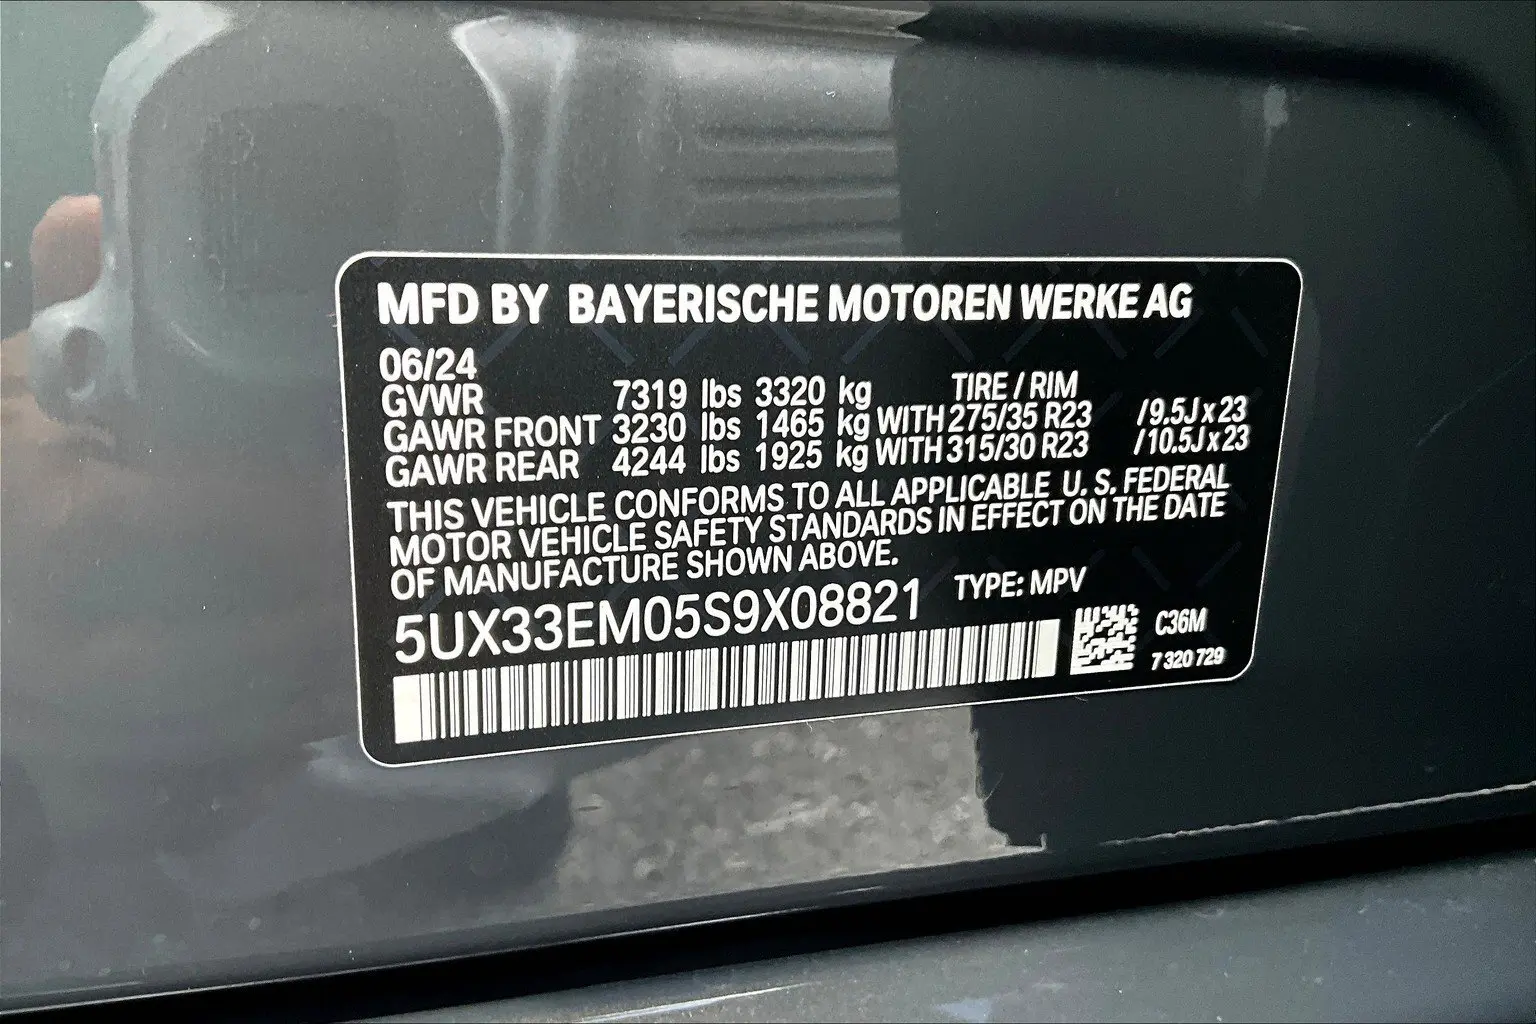 MFD BY BAYERISCHE MOTOREN WERKE AG
06/24
GVWR 7319 lbs 3320 kg TIRE / RIM
GAWR FRONT 3230 lbs 1465 kg WITH 275/35 R23 /9.5J x 23
GAWR REAR 4244 lbs 1925 kg WITH 315/30 R23 /10.5J x 23
THIS VEHICLE CONFORMS TO ALL APPLICABLE U. S. FEDERAL
MOTOR VEHICLE SAFETY STANDARDS IN EFFECT ON THE DATE
OF MANUFACTURE SHOWN ABOVE.
5UX33EM05S9X08821 TYPE: MPV
C36M
7 320 729